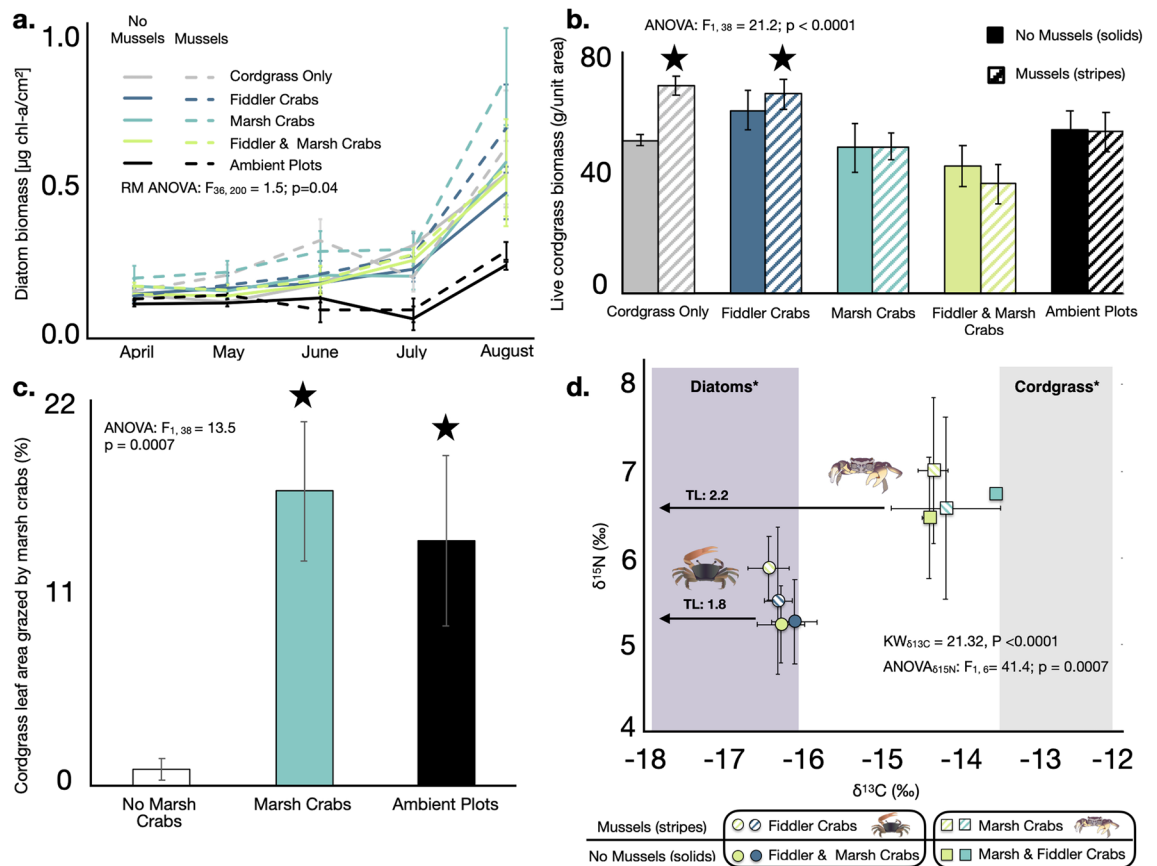 a.
No
Mussels Mussels
Cordgrass Only
Fiddler Crabs
Marsh Crabs
Fiddler & Marsh Crabs
Ambient Plots
RM ANOVA: F36, 200 = 1.5; p=0.04
Diatom biomass [µg chl-a/cm²]
1.0
0.5
0.0
April May June July August
b.
ANOVA: F1, 38 = 21.2; p < 0.0001
No Mussels (solids)
Mussels (stripes)
Live cordgrass biomass (g/unit area)
80
40
0
Cordgrass Only Fiddler Crabs Marsh Crabs Fiddler & Marsh Crabs Ambient Plots
c.
ANOVA: F1, 38 = 13.5
p = 0.0007
Cordgrass leaf area grazed by marsh crabs (%)
22
11
0
No Marsh Crabs Marsh Crabs Ambient Plots
d.
Diatoms* Cordgrass*
TL: 2.2
TL: 1.8
KWδ13C = 21.32, P <0.0001
ANOVAδ15N: F1, 6= 41.4; p = 0.0007
δ15N (‰)
8
7
6
5
4
-18 -17 -16 -15 -14 -13 -12
δ13C (‰)
Mussels (stripes) Fiddler Crabs Marsh Crabs
No Mussels (solids) Fiddler & Marsh Crabs Marsh & Fiddler Crabs